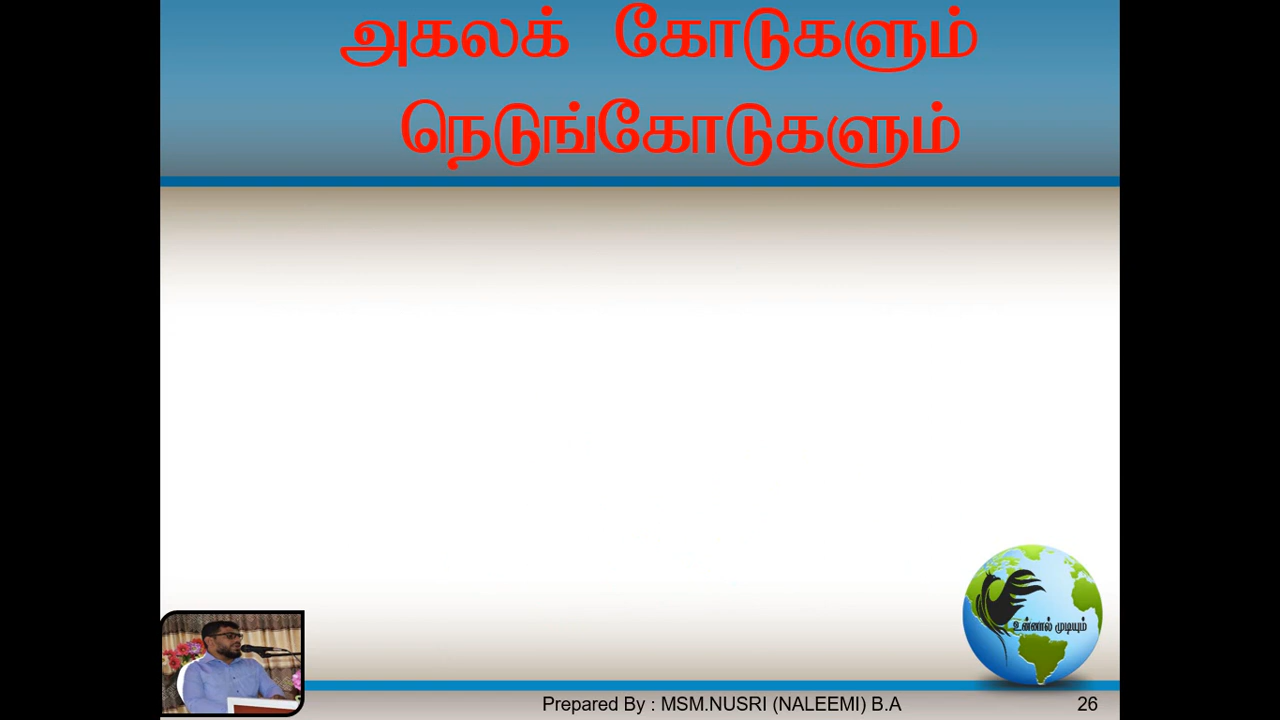 அகலக் கோடுகளும்
நெடுங்கோடுகளும்
உன்னால் முடியும்
Prepared By : MSM.NUSRI (NALEEMI) B.A
26